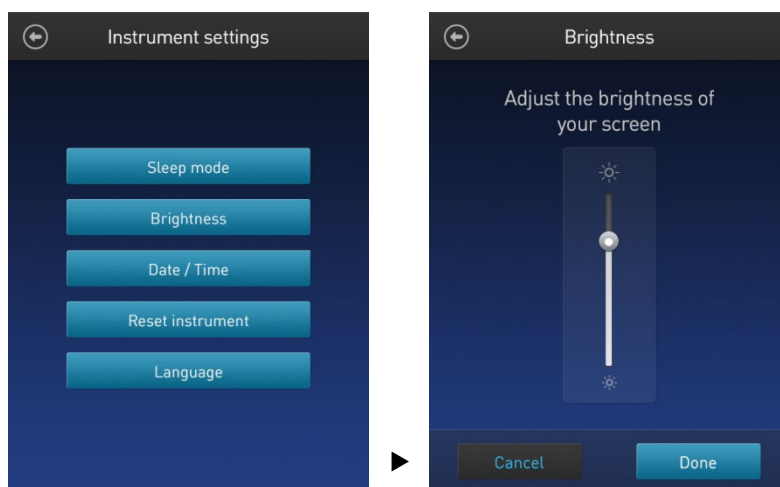 Instrument settings
Sleep mode
Brightness
Date / Time
Reset instrument
Language
Brightness
Adjust the brightness of
your screen
Cancel
Done